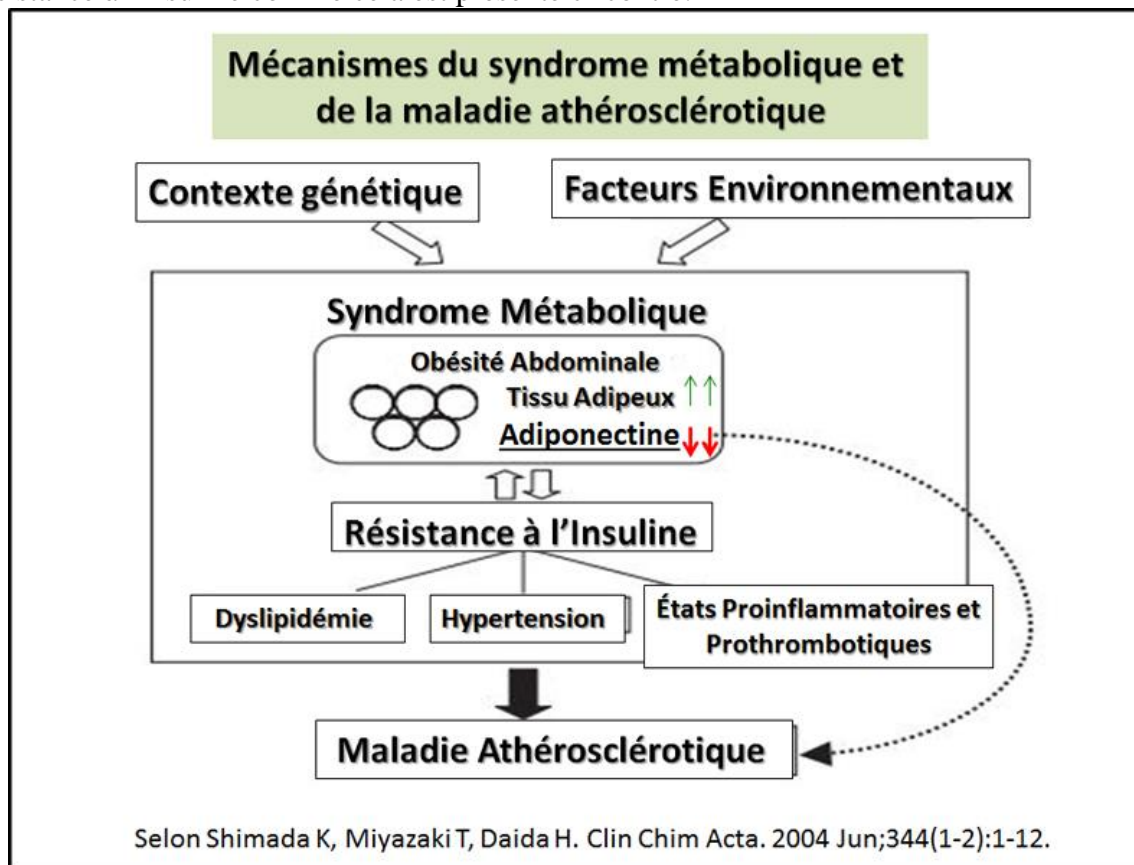 Mécanismes du syndrome métabolique et
de la maladie athérosclérotique
Contexte génétique
Facteurs Environnementaux
Syndrome Métabolique
Obésité Abdominale
Tissu Adipeux ↑↑
Adiponectine ↓↓
Résistance à l'Insuline
Dyslipidémie
Hypertension
États Proinflammatoires et
Prothrombotiques
Maladie Athérosclérotique
Selon Shimada K, Miyazaki T, Daida H. Clin Chim Acta. 2004 Jun;344(1-2):1-12.